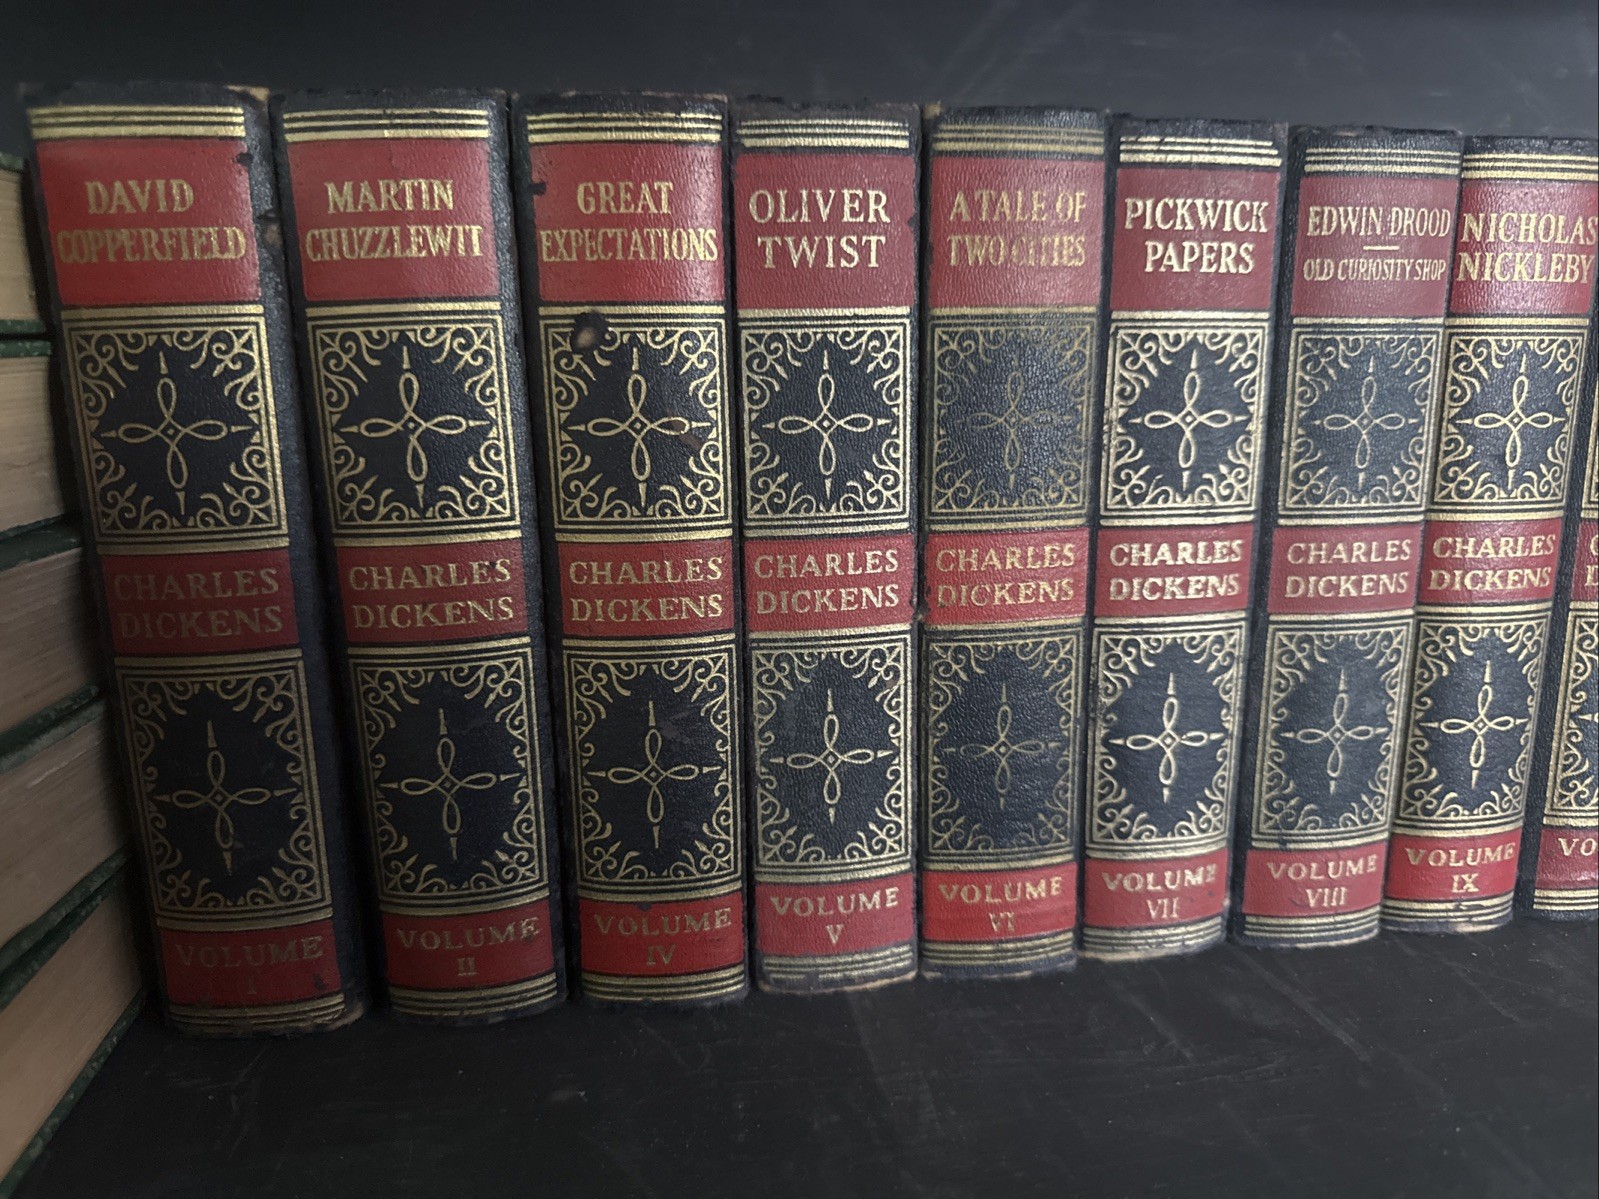 DAVID
COPPERFIELD
CHARLES
DICKENS
VOLUME
I
MARTIN
CHUZZLEWIT
CHARLES
DICKENS
VOLUME
II
GREAT
EXPECTATIONS
CHARLES
DICKENS
VOLUME
IV
OLIVER
TWIST
CHARLES
DICKENS
VOLUME
V
A TALE OF
TWO CITIES
CHARLES
DICKENS
VOLUME
VI
PICKWICK
PAPERS
CHARLES
DICKENS
VOLUME
VII
EDWIN DROOD
OLD CURIOSITY SHOP
CHARLES
DICKENS
VOLUME
VIII
NICHOLAS
NICKLEBY
CHARLES
DICKENS
VOLUME
IX
VO